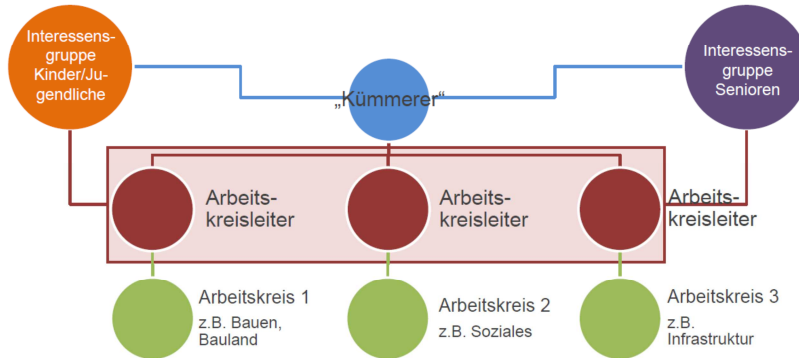 Interessens-
gruppe
Kinder/Ju-
gendliche
„Kümmerer“
Interessens-
gruppe
Senioren
Arbeits-
kreisleiter
Arbeits-
kreisleiter
Arbeits-
kreisleiter
Arbeitskreis 1
z.B. Bauen,
Bauland
Arbeitskreis 2
z.B. Soziales
Arbeitskreis 3
z.B.
Infrastruktur